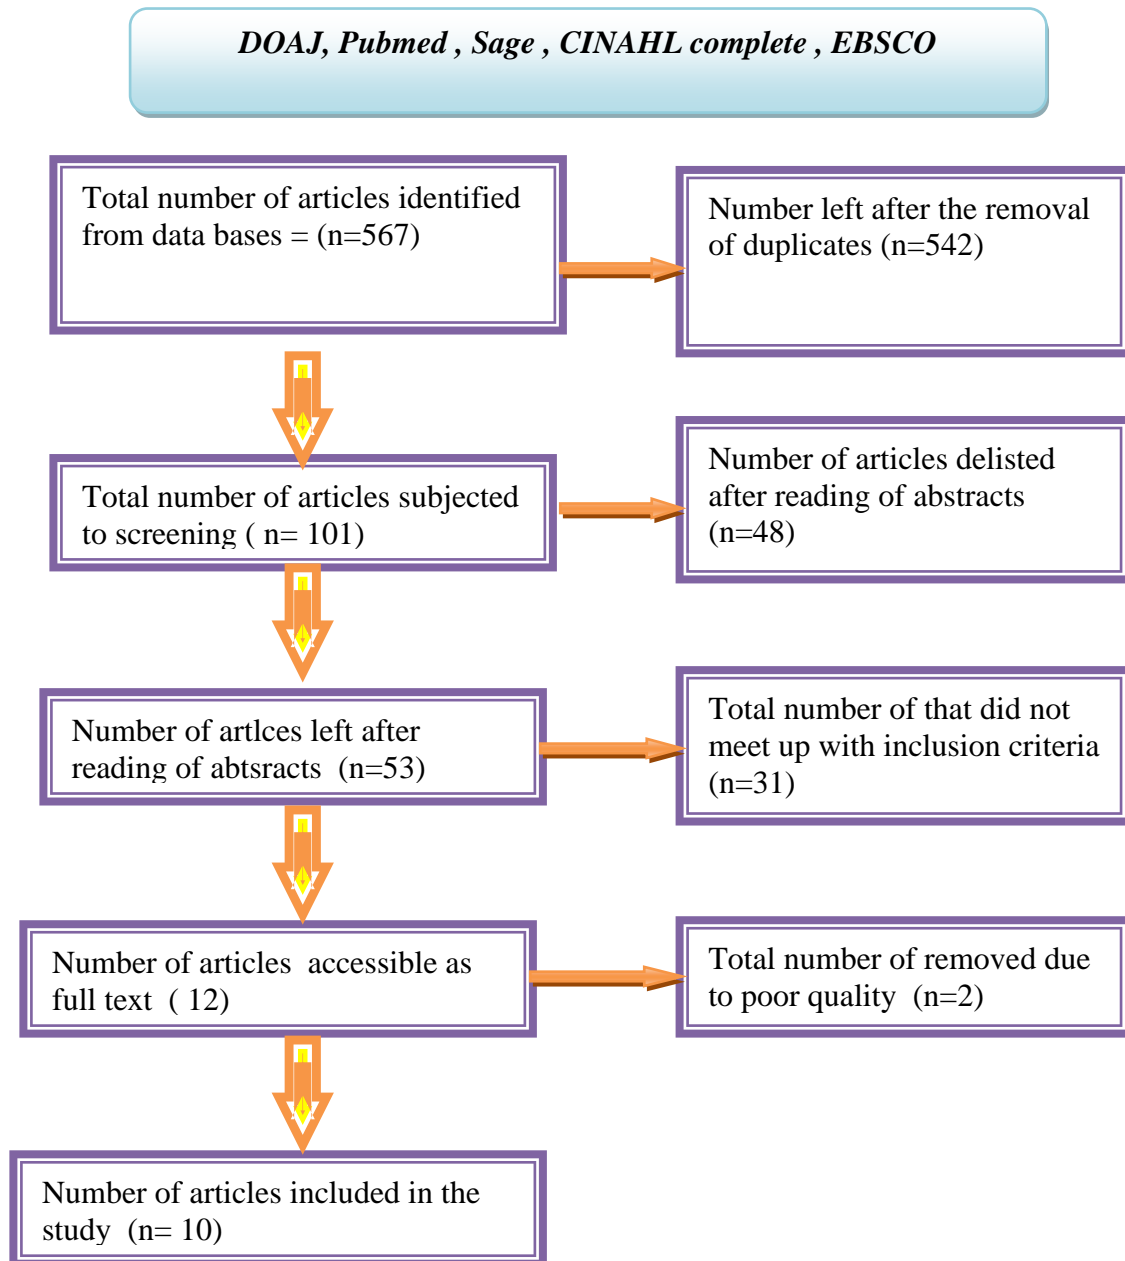 DOAJ, Pubmed , Sage , CINAHL complete , EBSCO
Total number of articles identified
from data bases = (n=567)
Number left after the removal
of duplicates (n=542)
Total number of articles subjected
to screening ( n= 101)
Number of articles delisted
after reading of abstracts
(n=48)
Number of artlces left after
reading of abtsracts (n=53)
Total number of that did not
meet up with inclusion criteria
(n=31)
Number of articles accessible as
full text ( 12)
Total number of removed due
to poor quality (n=2)
Number of articles included in the
study (n= 10)